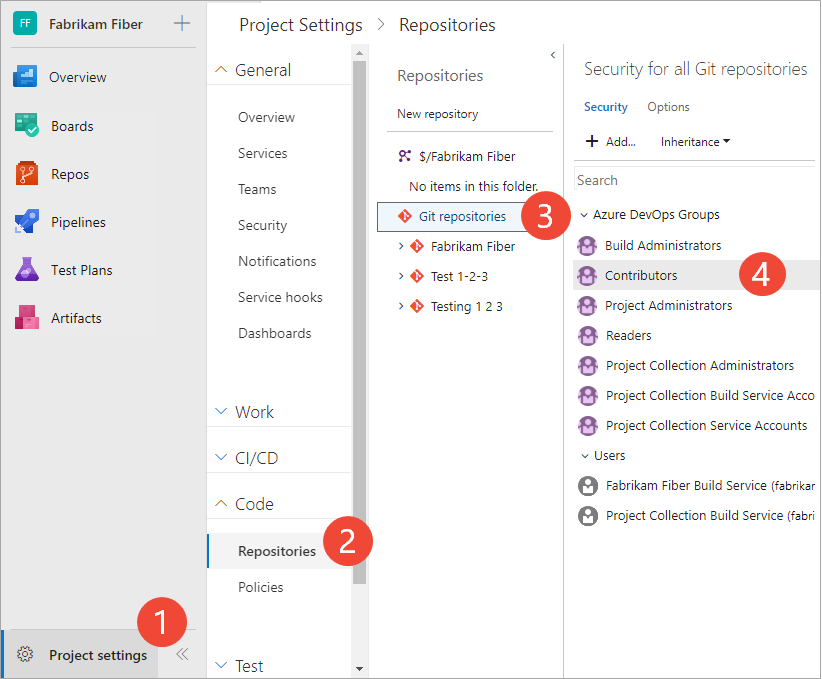 FF Fabrikam Fiber
Overview
Boards
Repos
Pipelines
Test Plans
Artifacts
1
Project settings
Project Settings > Repositories
General
Overview
Services
Teams
Security
Notifications
Service hooks
Dashboards
Work
CI/CD
Code
Repositories
2
Policies
Test
Repositories
New repository
$/Fabrikam Fiber
No items in this folder.
Git repositories
3
Fabrikam Fiber
Test 1-2-3
Testing 1 2 3
Security for all Git repositories
Security Options
+ Add... Inheritance
Search
Azure DevOps Groups
Build Administrators
Contributors
4
Project Administrators
Readers
Project Collection Administrators
Project Collection Build Service Acco
Project Collection Service Accounts
Users
Fabrikam Fiber Build Service (fabrikar
Project Collection Build Service (fabri